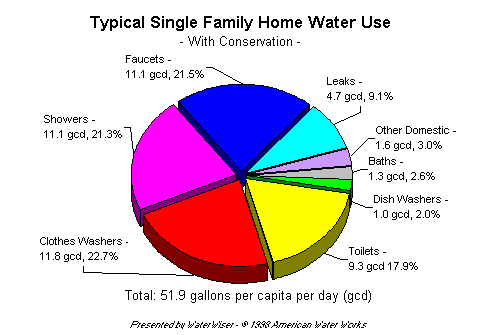 Typical Single Family Home Water Use
- With Conservation -
Faucets -
11.1 gcd, 21.5%
Leaks -
4.7 gcd, 9.1%
Showers -
11.1 gcd, 21.3%
Other Domestic -
1.6 gcd, 3.0%
Baths -
1.3 gcd, 2.6%
Dish Washers -
1.0 gcd, 2.0%
Clothes Washers -
11.8 gcd, 22.7%
Toilets -
9.3 gcd 17.9%
Total: 51.9 gallons per capita per day (gcd)
Presented by WaterWiser - © 1998 American Water Works